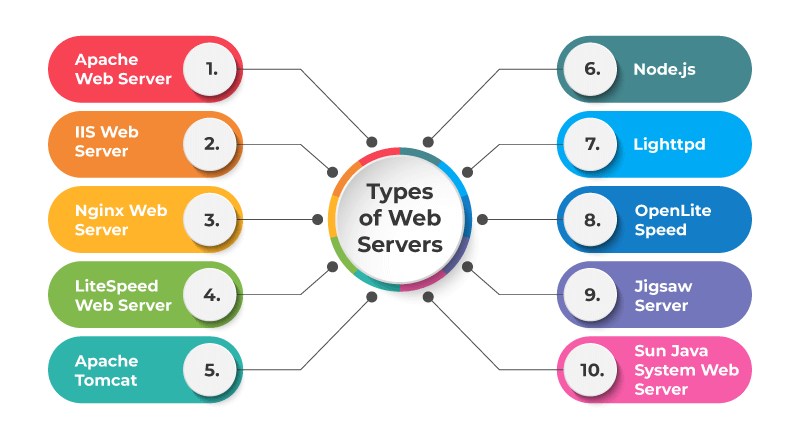 Types
of Web
Servers
1.
Apache
Web Server
2.
IIS Web
Server
3.
Nginx Web
Server
4.
LiteSpeed
Web Server
5.
Apache
Tomcat
6.
Node.js
7.
Lighttpd
8.
OpenLite
Speed
9.
Jigsaw
Server
10.
Sun Java
System Web
Server